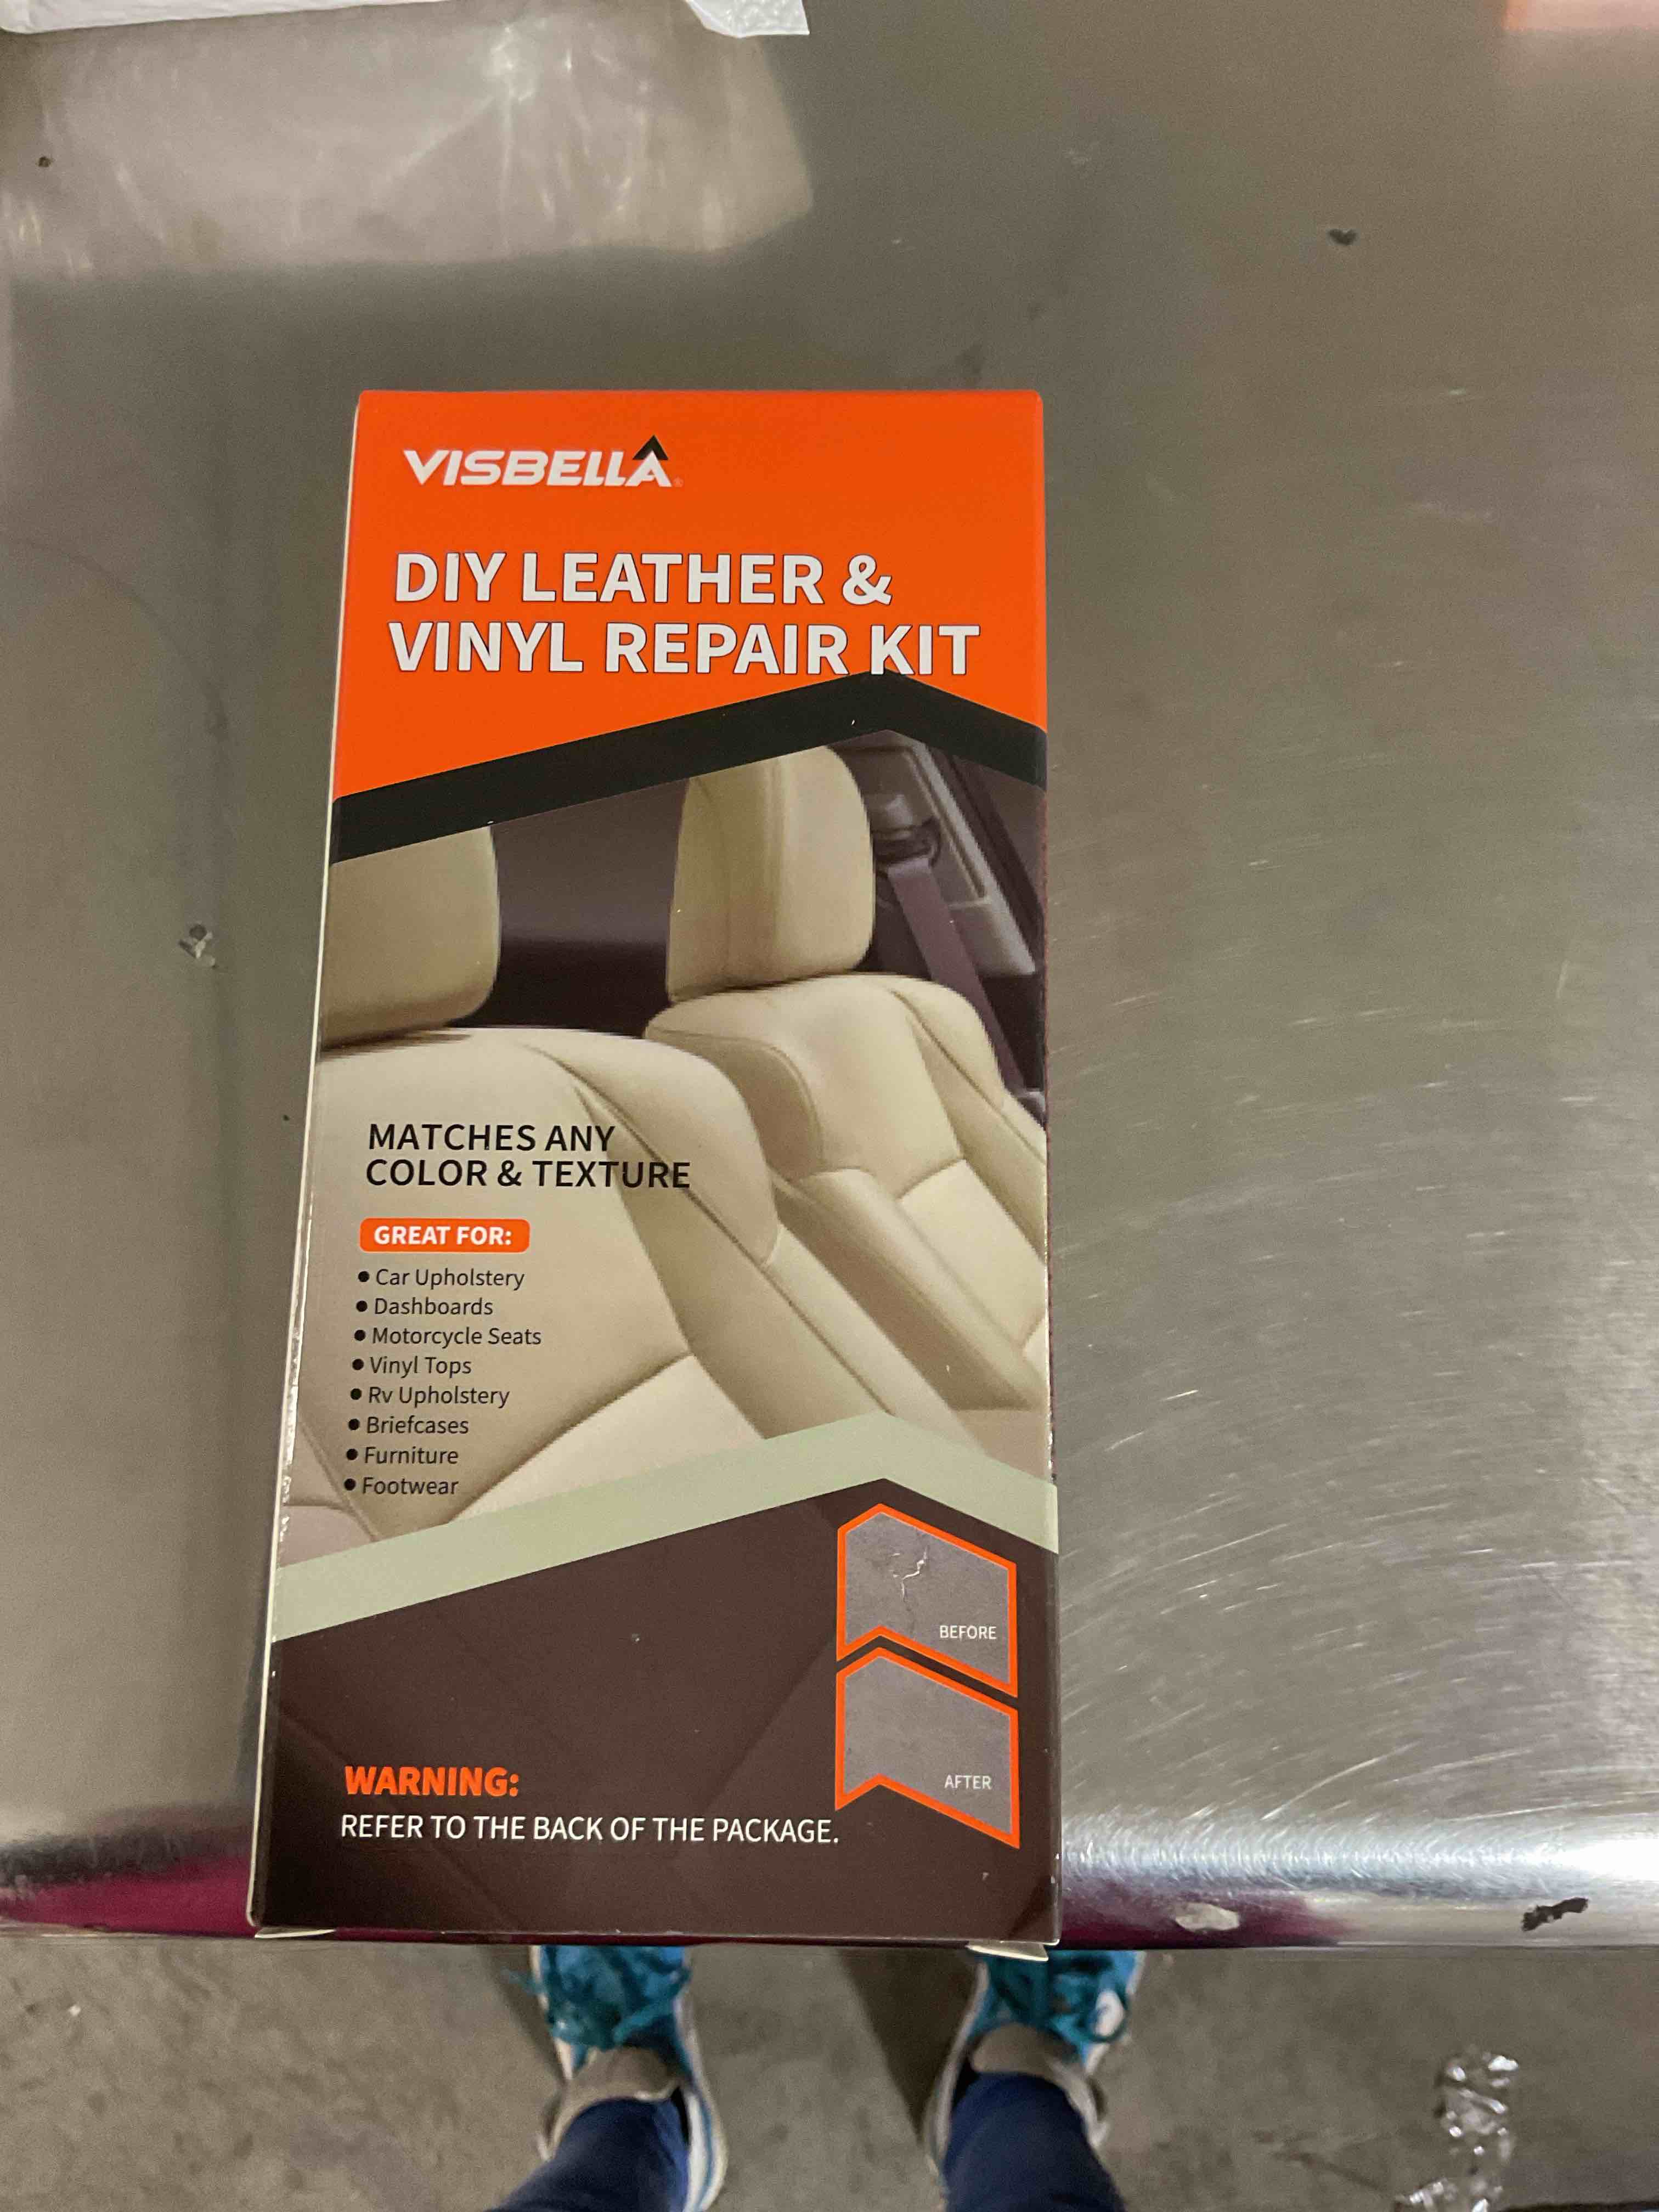 VISBELLA®
DIY LEATHER &
VINYL REPAIR KIT
MATCHES ANY
COLOR & TEXTURE
GREAT FOR:
• Car Upholstery
• Dashboards
• Motorcycle Seats
• Vinyl Tops
• Rv Upholstery
• Briefcases
• Furniture
• Footwear
BEFORE
AFTER
WARNING:
REFER TO THE BACK OF THE PACKAGE.